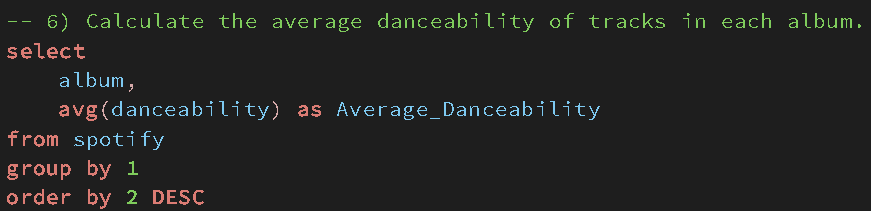 -- 6) Calculate the average danceability of tracks in each album.
select
    album,
    avg(danceability) as Average_Danceability
from spotify
group by 1
order by 2 DESC